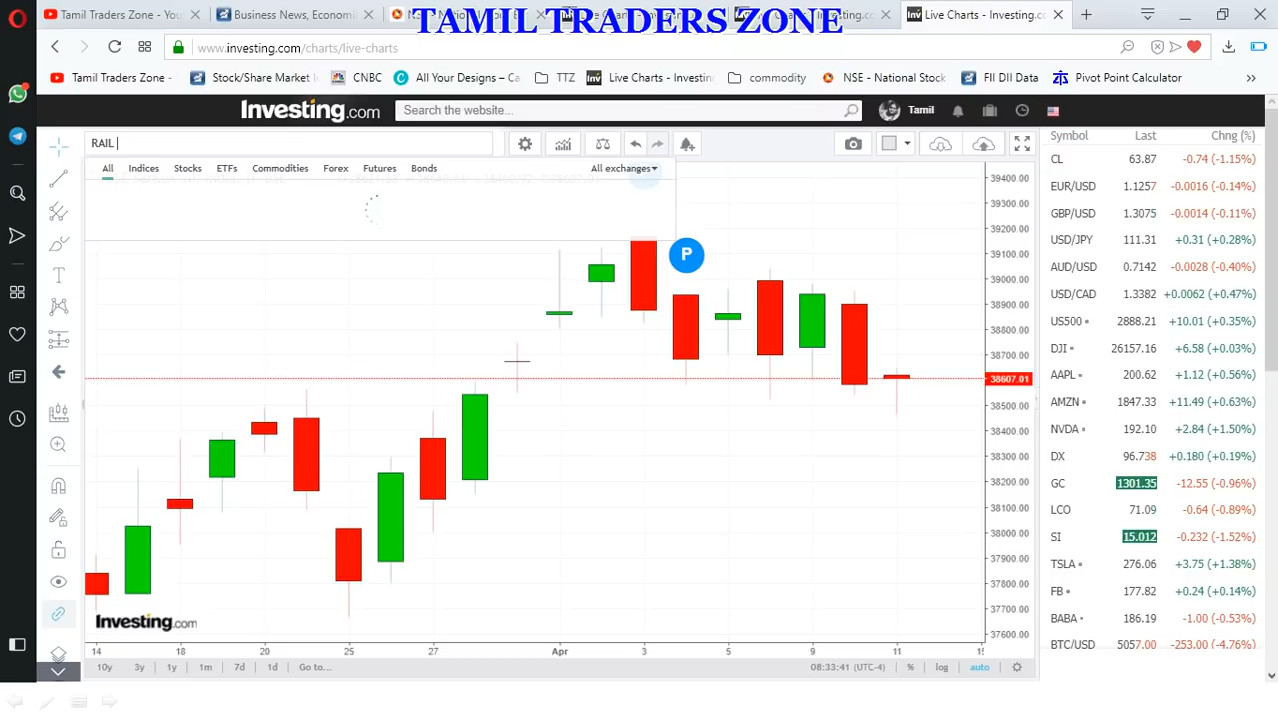 Tamil Traders Zone - You
Business News, Economi
Live Charts - Investing.co
TAMIL TRADERS ZONE
www.investing.com/charts/live-charts
Tamil Traders Zone -
Stock/Share Market I
CNBC
All Your Designs – Ca
TTZ
Live Charts - Investin
commodity
NSE - National Stock
FII DII Data
Pivot Point Calculator
Investing.com
Search the website...
Tamil
RAIL
All Indices Stocks ETFs Commodities Forex Futures Bonds All exchanges
Symbol Last Chng (%)
CL 63.87 -0.74 (-1.15%)
EUR/USD 1.1257 -0.0016 (-0.14%)
GBP/USD 1.3075 -0.0014 (-0.11%)
USD/JPY 111.31 +0.31 (+0.28%)
AUD/USD 0.7142 -0.0028 (-0.40%)
USD/CAD 1.3382 +0.0062 (+0.47%)
US500 2888.21 +10.01 (+0.35%)
DJI 26157.16 +6.58 (+0.03%)
AAPL 200.62 +1.12 (+0.56%)
AMZN 1847.33 +11.49 (+0.63%)
NVDA 192.10 +2.84 (+1.50%)
DX 96.738 +0.180 (+0.19%)
GC 1301.35 -12.55 (-0.96%)
LCO 71.09 -0.64 (-0.89%)
SI 15.012 -0.232 (-1.52%)
TSLA 276.06 +3.75 (+1.38%)
FB 177.82 +0.24 (+0.14%)
BABA 186.19 -1.00 (-0.53%)
BTC/USD 5057.00 -253.00 (-4.76%)
39400.00
39300.00
39200.00
39100.00
39000.00
38900.00
38800.00
38700.00
38607.01
38500.00
38400.00
38300.00
38200.00
38100.00
38000.00
37900.00
37800.00
37700.00
37600.00
P
Investing.com
14 18 20 25 27 Apr 3 5 9 11 15
10y 3y 1y 1m 7d 1d Go to... 08:33:41 (UTC-4) % log auto